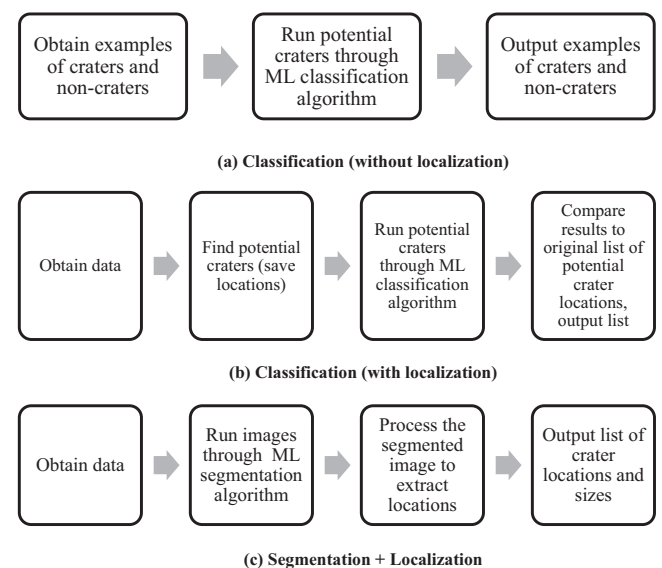 Obtain examples
of craters and
non-craters
Run potential
craters through
ML classification
algorithm
Output examples
of craters and
non-craters
(a) Classification (without localization)
Obtain data
Find potential
craters (save
locations)
Run potential
craters
through ML
classification
algorithm
Compare
results to
original list of
potential
crater
locations,
output list
(b) Classification (with localization)
Obtain data
Run images
through ML
segmentation
algorithm
Process the
segmented
image to
extract
locations
Output list of
crater
locations and
sizes
(c) Segmentation + Localization